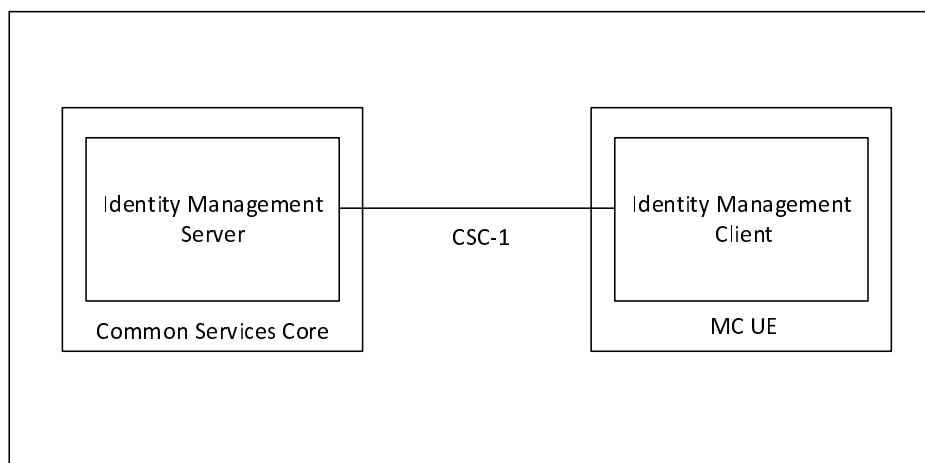 Identity Management
Server
Common Services Core
CSC-1
Identity Management
Client
MC UE